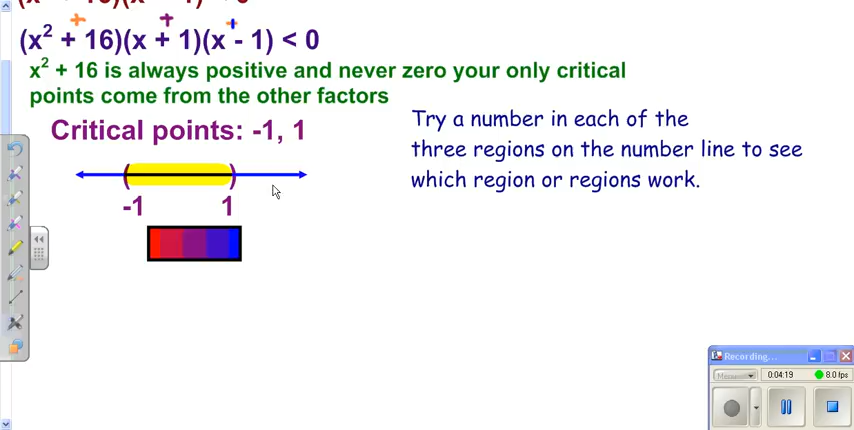 (x² + 16)(x + 1)(x - 1) < 0
x² + 16 is always positive and never zero your only critical
points come from the other factors
Critical points: -1, 1
Try a number in each of the
three regions on the number line to see
which region or regions work.
( )
-1 1
Recording...
0:04:19 8.0 fps